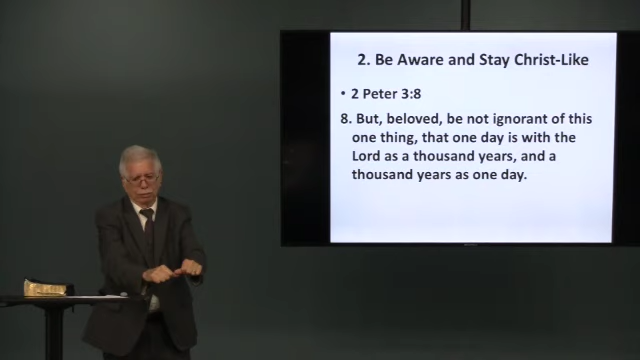 2. Be Aware and Stay Christ-Like
• 2 Peter 3:8
8. But, beloved, be not ignorant of this
one thing, that one day is with the
Lord as a thousand years, and a
thousand years as one day.